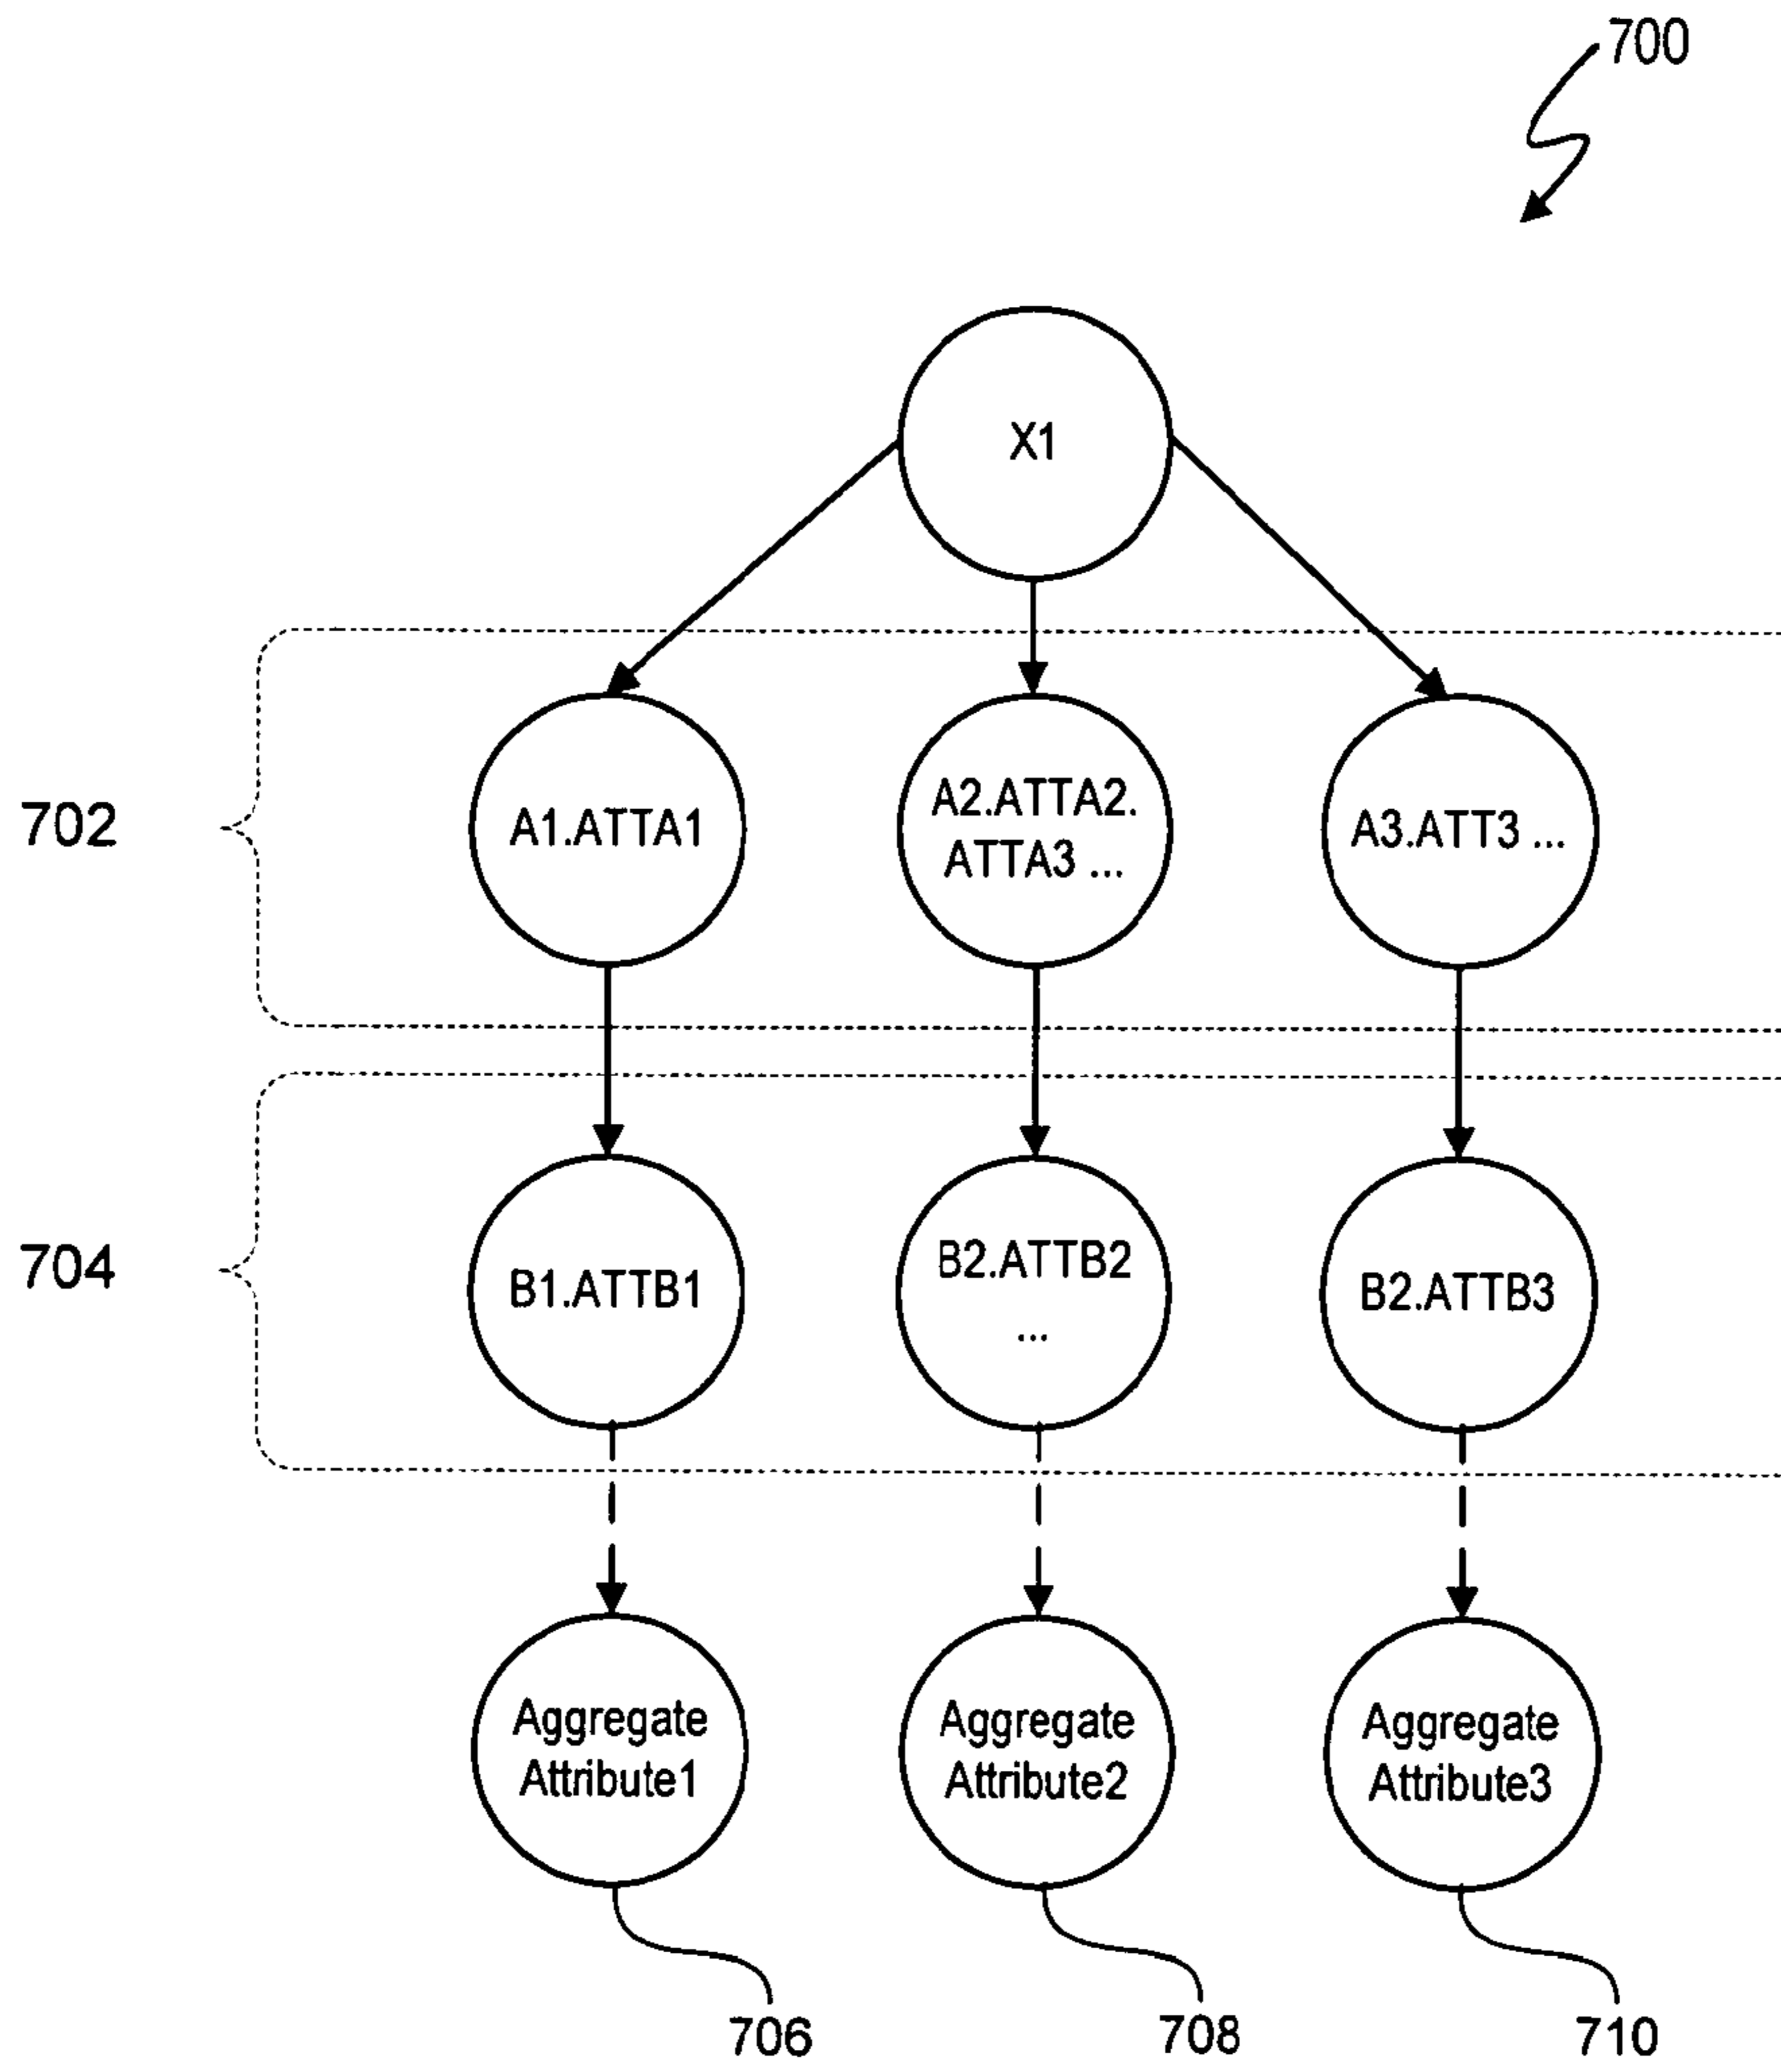 700
X1
702
A1.ATTA1
A2.ATTA2.
ATTA3 ...
A3.ATT3 ...
704
B1.ATTB1
B2.ATTB2
...
B2.ATTB3
Aggregate
Attribute1
Aggregate
Attribute2
Aggregate
Attribute3
706
708
710